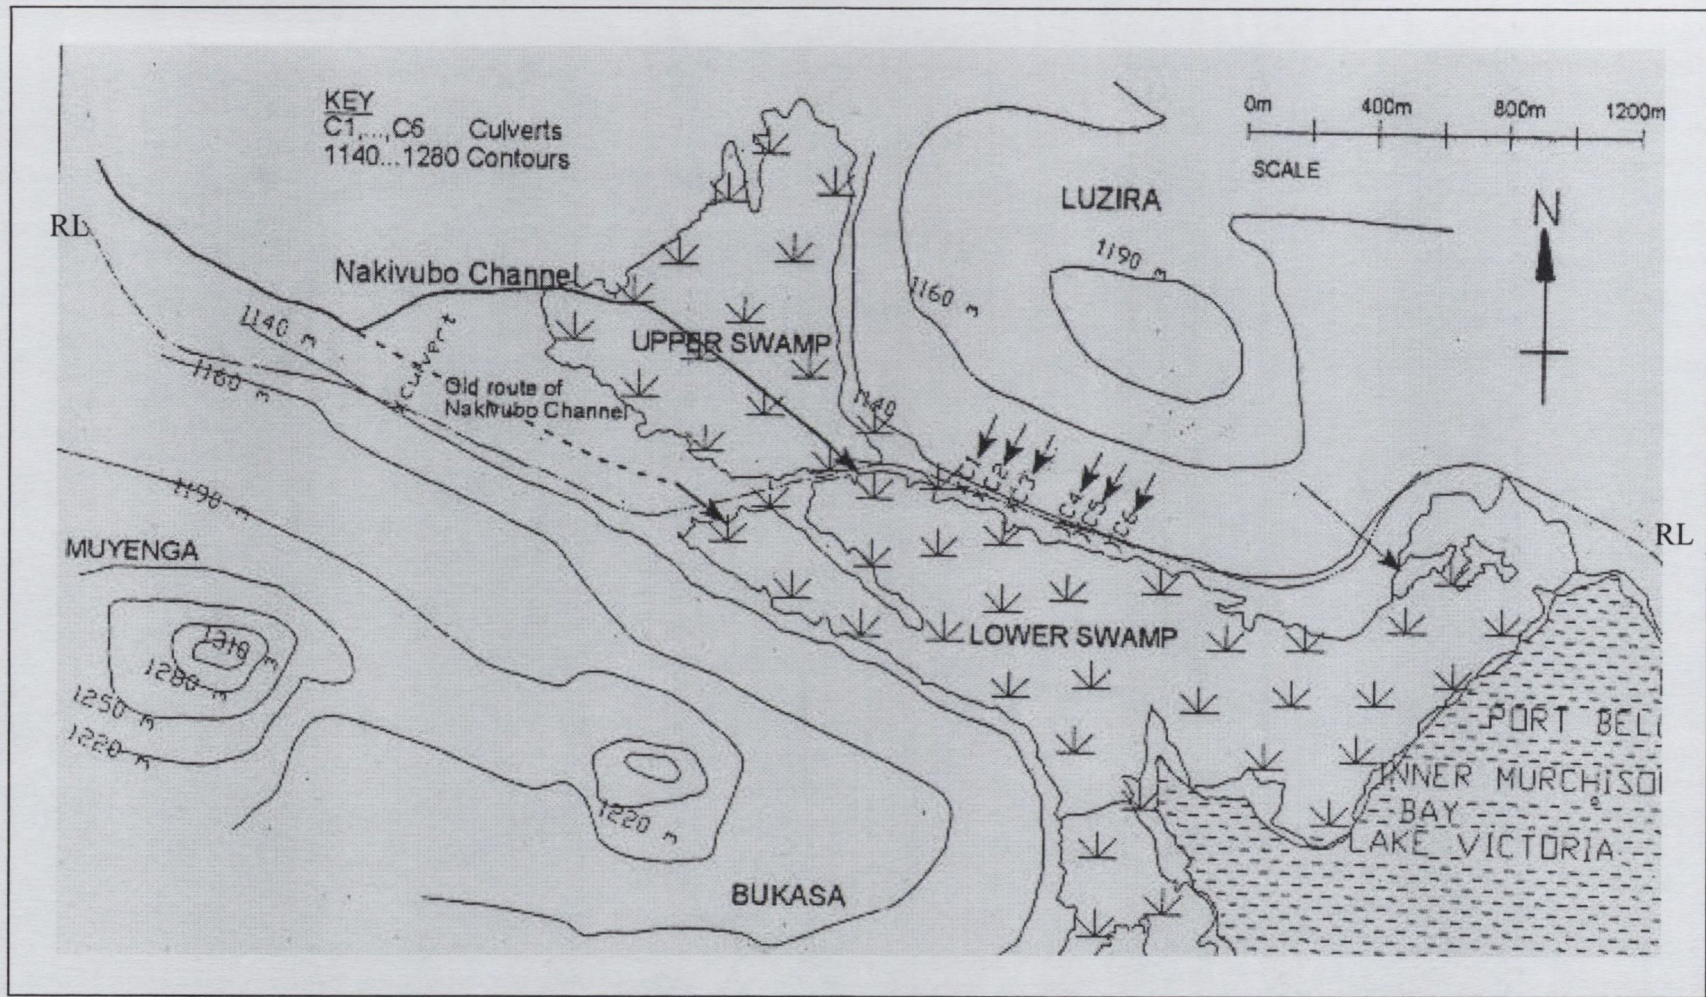 KEY
C1,...,C6 Culverts
1140...1280 Contours
0m 400m 800m 1200m
SCALE
N
LUZIRA
1190 m
1160 m
RL
Nakivubo Channel
1140 m
Culvert
UPPER SWAMP
1160 m
Old route of
Nakivubo Channel
1140
C1
C2
C3
C4
C5
C6
1190 m
RL
MUYENGA
LOWER SWAMP
1310 m
1280 m
1250 m
1220 m
PORT BEL
INNER MURCHISO
BAY
LAKE VICTORIA
1220 m
BUKASA